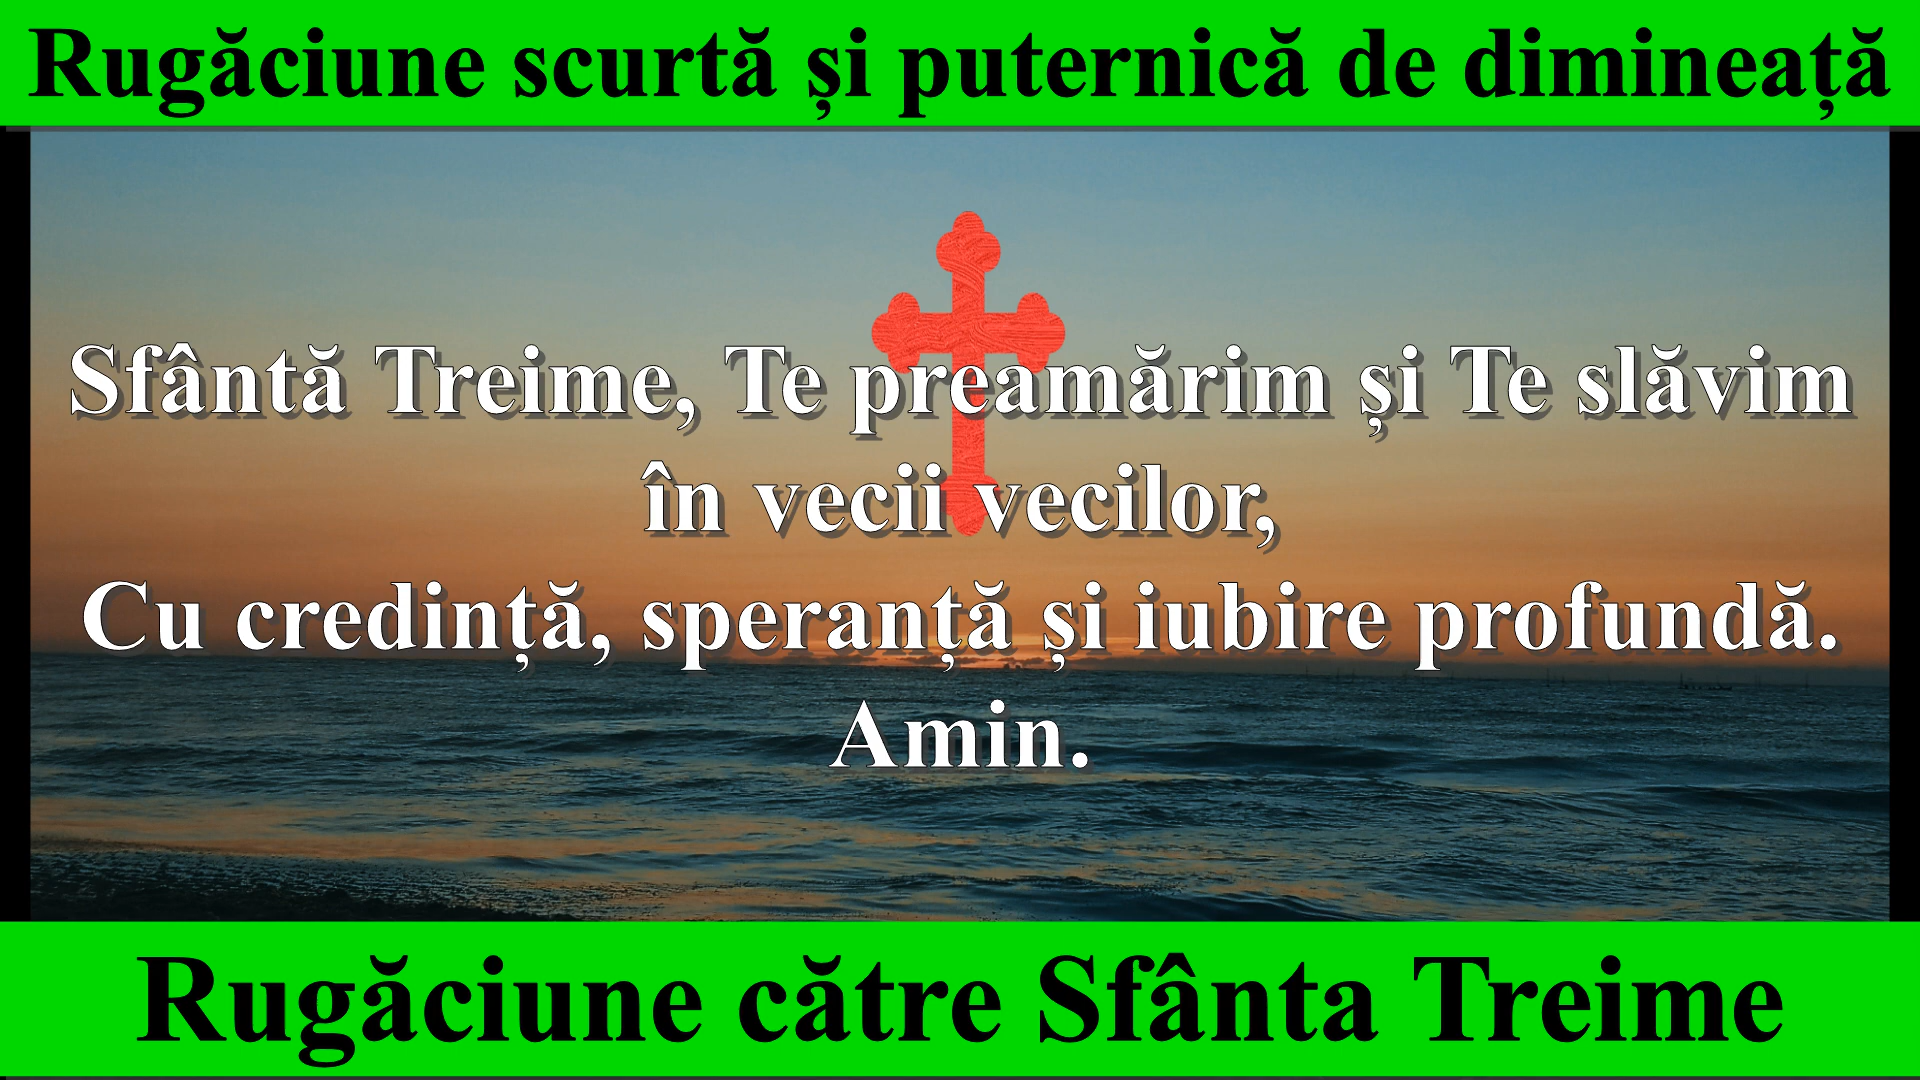 Rugăciune scurtă și puternică de dimineață
Sfântă Treime, Te preamărim și Te slăvim
în vecii vecilor,
Cu credință, speranță și iubire profundă.
Amin.
Rugăciune către Sfânta Treime